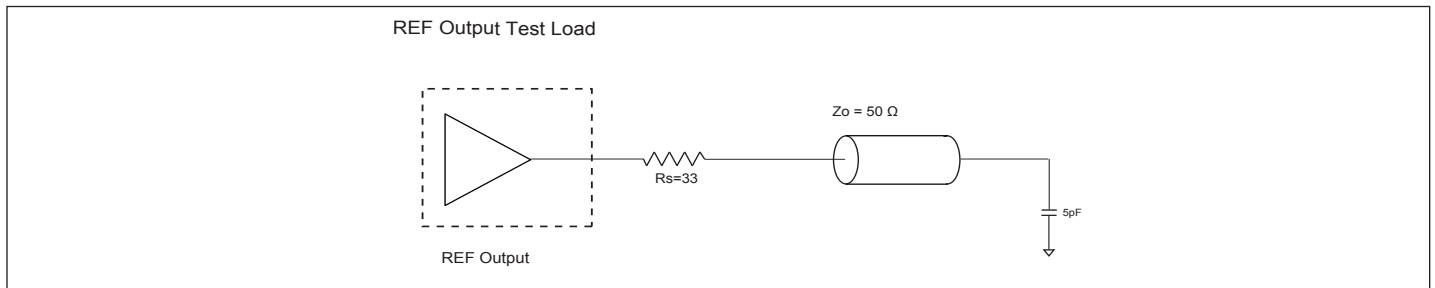 REF Output Test Load
Zo = 50 Ω
Rs=33
5pF
REF Output